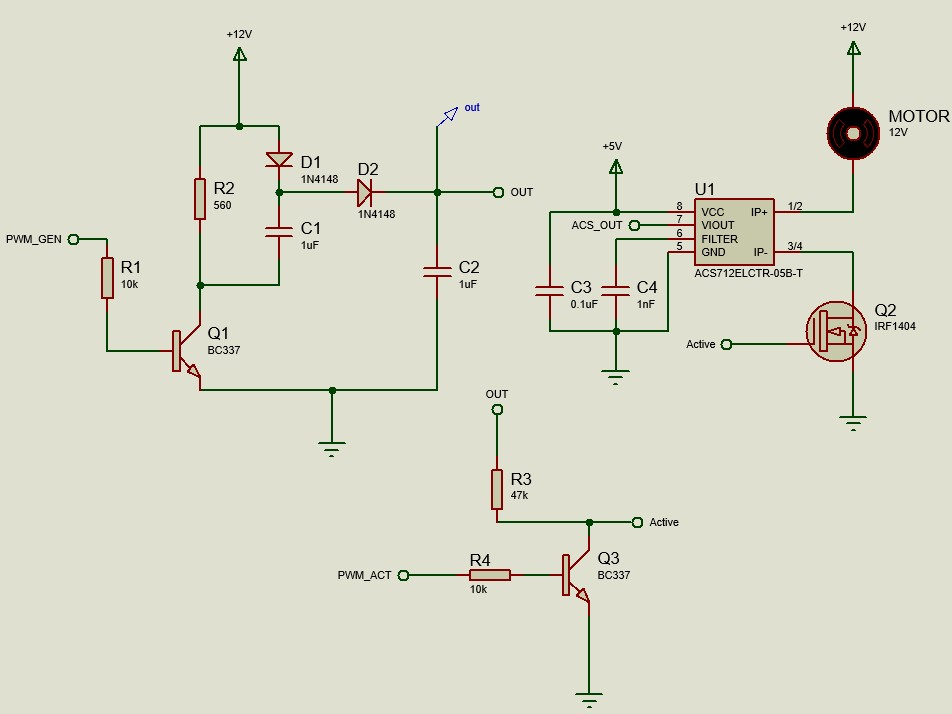 +12V
out
D1
1N4148
R2
560
D2
1N4148
OUT
C1
1uF
PWM_GEN
R1
10k
C2
1uF
Q1
BC337
+12V
MOTOR
12V
+5V
U1
8 VCC IP+ 1/2
ACS_OUT 7 VIOUT
6 FILTER
5 GND IP- 3/4
ACS712ELCTR-05B-T
C3
0.1uF
C4
1nF
Q2
IRF1404
Active
OUT
R3
47k
Active
PWM_ACT
R4
10k
Q3
BC337